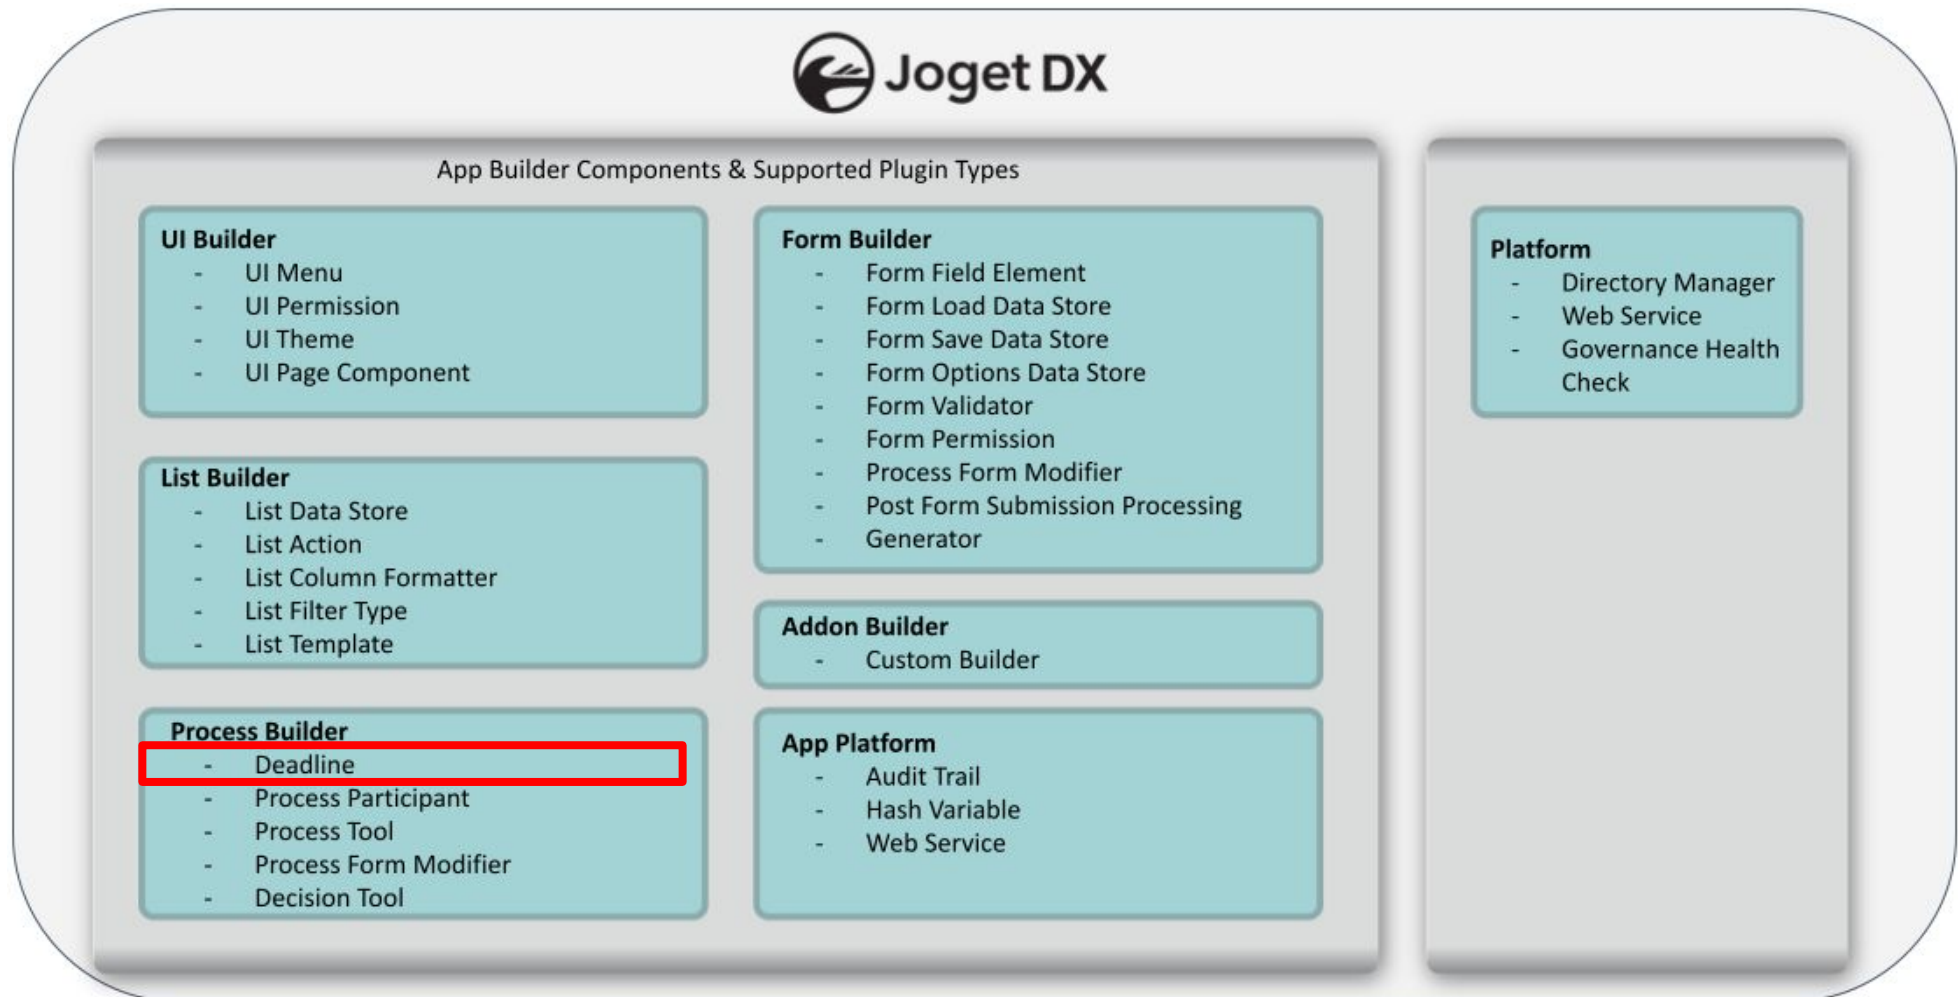 Joget DX
App Builder Components & Supported Plugin Types
UI Builder
- UI Menu
- UI Permission
- UI Theme
- UI Page Component
List Builder
- List Data Store
- List Action
- List Column Formatter
- List Filter Type
- List Template
Process Builder
- Deadline
- Process Participant
- Process Tool
- Process Form Modifier
- Decision Tool
Form Builder
- Form Field Element
- Form Load Data Store
- Form Save Data Store
- Form Options Data Store
- Form Validator
- Form Permission
- Process Form Modifier
- Post Form Submission Processing
- Generator
Addon Builder
- Custom Builder
App Platform
- Audit Trail
- Hash Variable
- Web Service
Platform
- Directory Manager
- Web Service
- Governance Health
Check